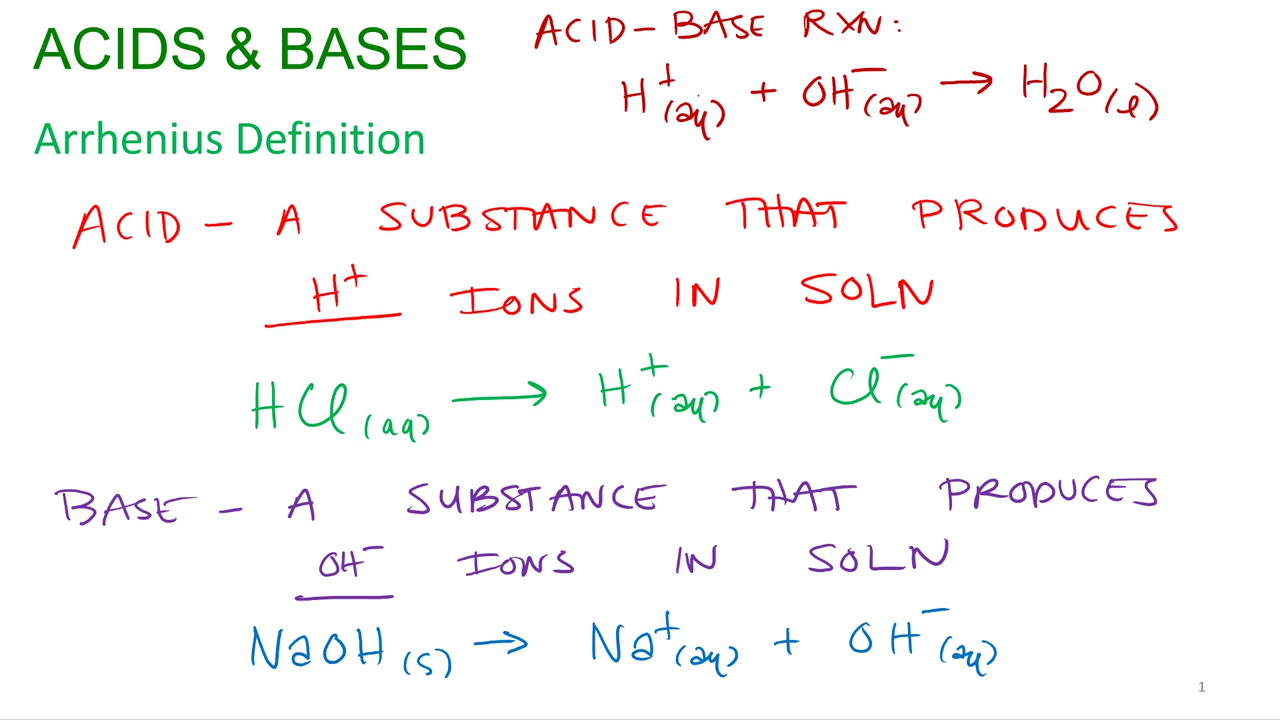 ACIDS & BASES
ACID-BASE RXN:
H⁺(aq) + OH⁻(aq) → H₂O(l)
Arrhenius Definition
ACID - A SUBSTANCE THAT PRODUCES
H⁺ IONS IN SOLN
HCl(aq) → H⁺(aq) + Cl⁻(aq)
BASE - A SUBSTANCE THAT PRODUCES
OH⁻ IONS IN SOLN
NaOH(s) → Na⁺(aq) + OH⁻(aq)
1